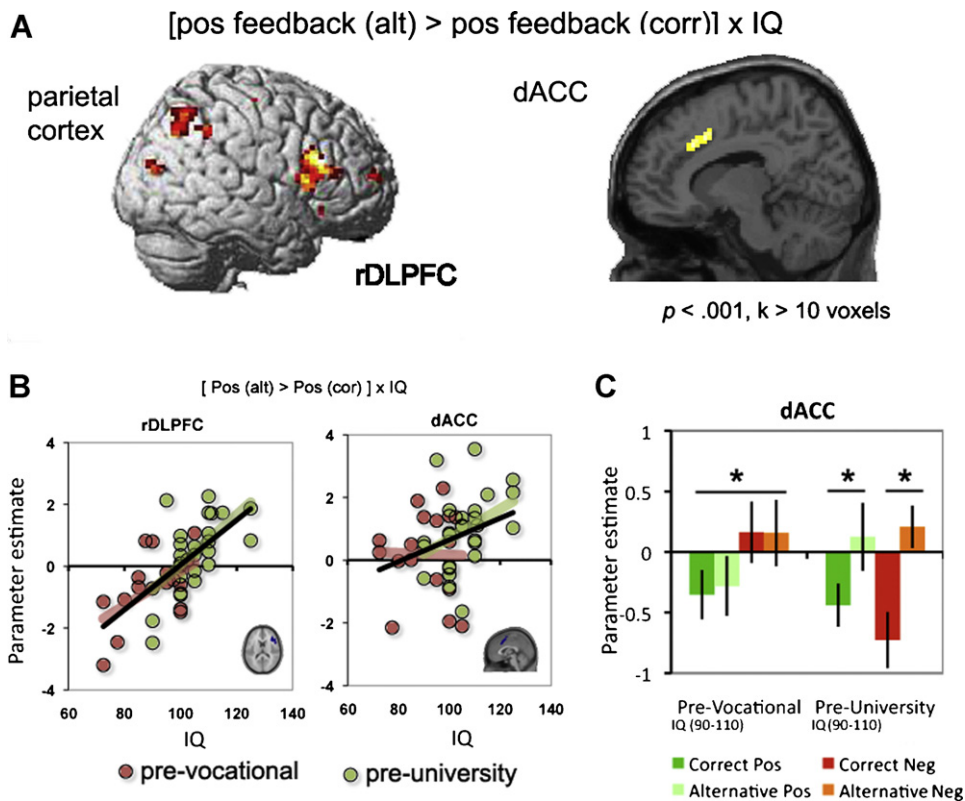 A
[pos feedback (alt) > pos feedback (corr)] x IQ
parietal
cortex
dACC
rDLPFC
p < .001, k > 10 voxels
B
[ Pos (alt) > Pos (cor) ] x IQ
rDLPFC
dACC
Parameter estimate
4
2
0
-2
-4
60
80
100
120
140
IQ
4
2
0
-2
-4
60
80
100
120
140
IQ
pre-vocational
pre-university
C
dACC
Parameter estimate
1
0.5
0
-0.5
-1
*
*
*
Pre-Vocational
IQ (90-110)
Pre-University
IQ (90-110)
Correct Pos
Correct Neg
Alternative Pos
Alternative Neg